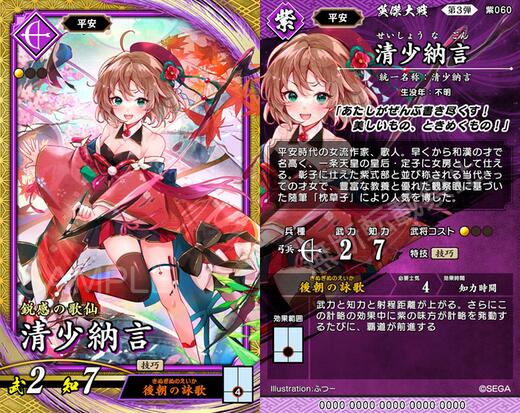 平安
SAMPLE
鋭感の歌仙
清少納言
技巧
武2 知7
きぬぎぬのえいか
後朝の詠歌
4
紫
平安
英傑大戦
第3弾
紫060
せいしょうなごん
清少納言
統一名称：清少納言
生没年：不明
「あたしがぜんぶ書き尽くす！
美しいもの、ときめくもの！」
平安時代の女流作家、歌人。早くから和漢の才で
名高く、一条天皇の皇后・定子に女房として仕え
る。彰子に仕えた紫式部と並び称される当代きっ
ての才女で、豊富な教養と優れた観察眼に基づい
た随筆「枕草子」により人気を博した。
兵種 武力 知力 武将コスト
弓兵 2 7 特技 技巧
きぬぎぬのえいか 必要士気 効果時間
後朝の詠歌 4 知力時間
効果範囲
武力と知力と射程距離が上がる。さらにこ
の計略の効果中に紫の味方が計略を発動す
るたびに、覇道が前進する
Illustration:ふつー
©SEGA
0000 0000 0000 0000 0000